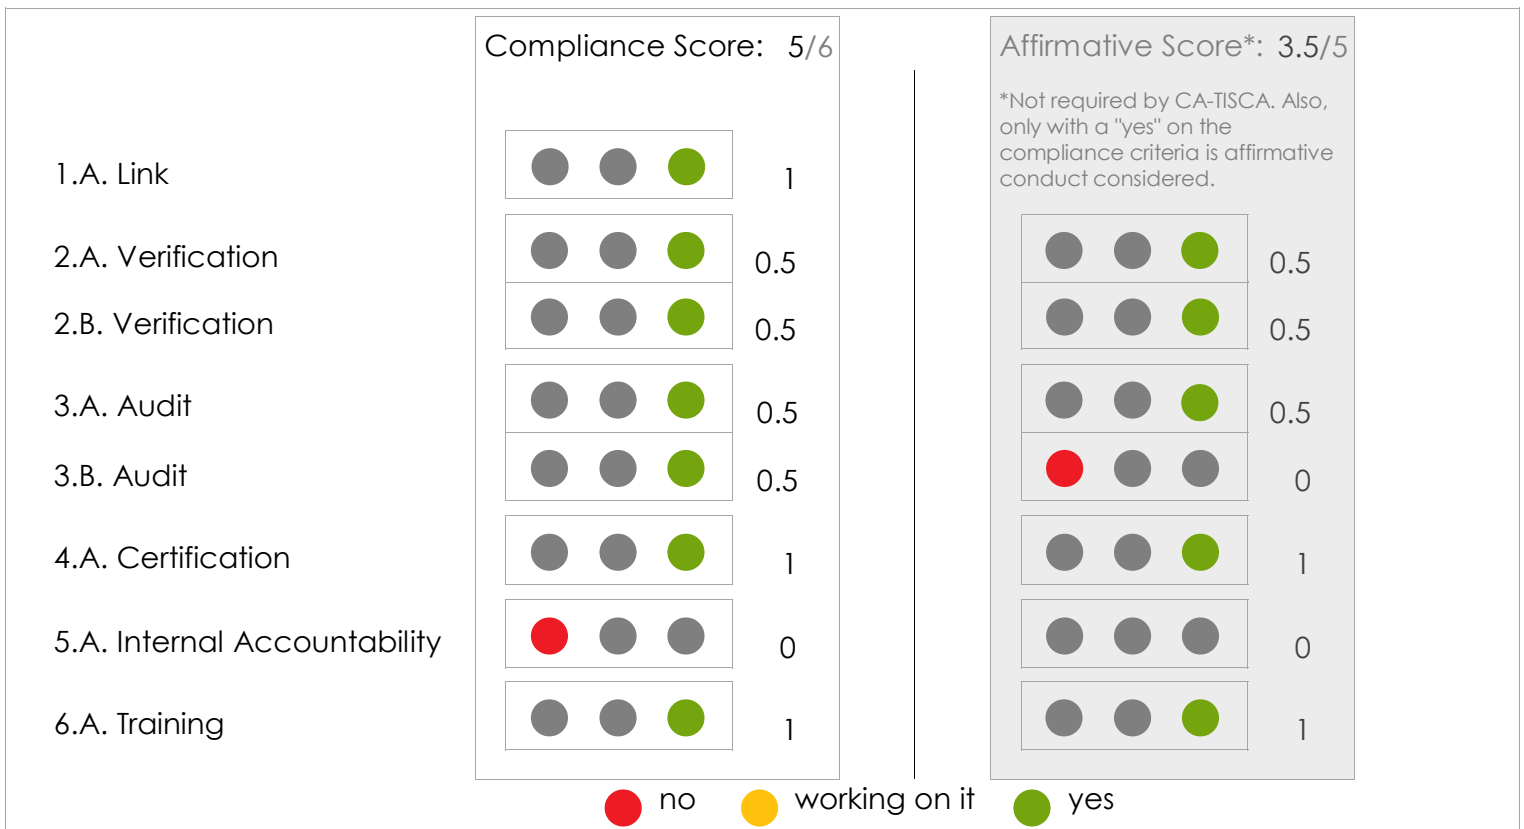 Compliance Score: 5/6
Affirmative Score*: 3.5/5
*Not required by CA-TISCA. Also,
only with a "yes" on the
compliance criteria is affirmative
conduct considered.
1.A. Link 1
2.A. Verification 0.5 0.5
2.B. Verification 0.5 0.5
3.A. Audit 0.5 0.5
3.B. Audit 0.5 0
4.A. Certification 1 1
5.A. Internal Accountability 0 0
6.A. Training 1 1
no working on it yes